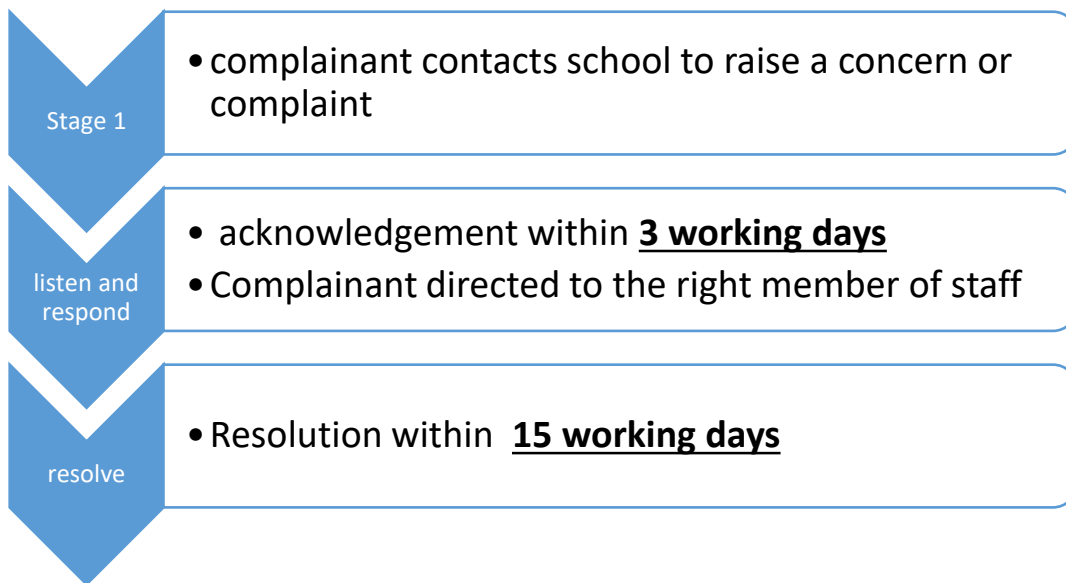 Stage 1
• complainant contacts school to raise a concern or
complaint
listen and
respond
• acknowledgement within 3 working days
• Complainant directed to the right member of staff
resolve
• Resolution within 15 working days